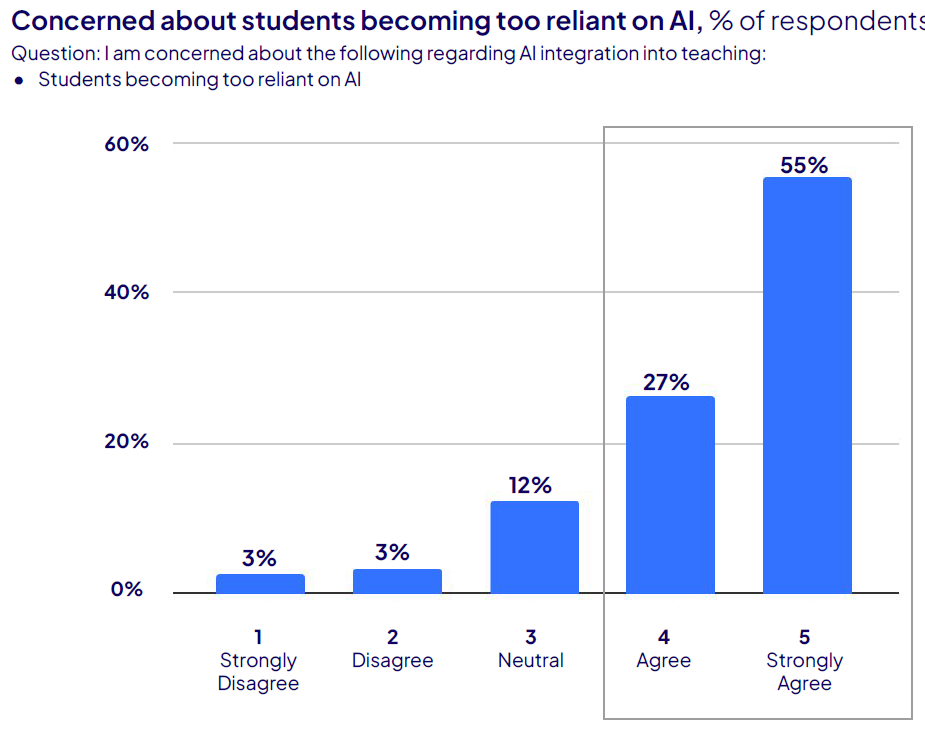 Concerned about students becoming too reliant on AI, % of respondents
Question: I am concerned about the following regarding AI integration into teaching:
● Students becoming too reliant on AI
60%
55%
40%
27%
20%
12%
3%
3%
0%
1 2 3 4 5
Strongly Disagree Neutral Agree Strongly
Disagree Agree